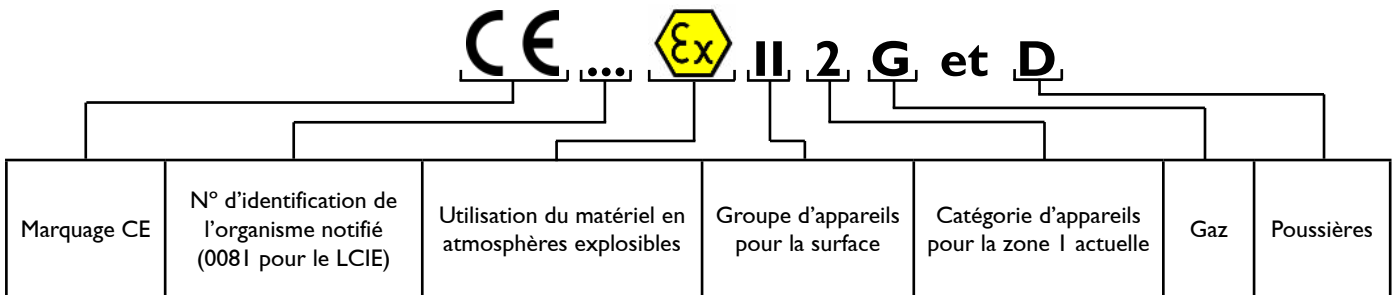 CE ... Ex II 2 G et D
Marquage CE
Nº d’identification de
l’organisme notifié
(0081 pour le LCIE)
Utilisation du matériel en
atmosphères explosibles
Groupe d’appareils
pour la surface
Catégorie d’appareils
pour la zone 1 actuelle
Gaz
Poussières